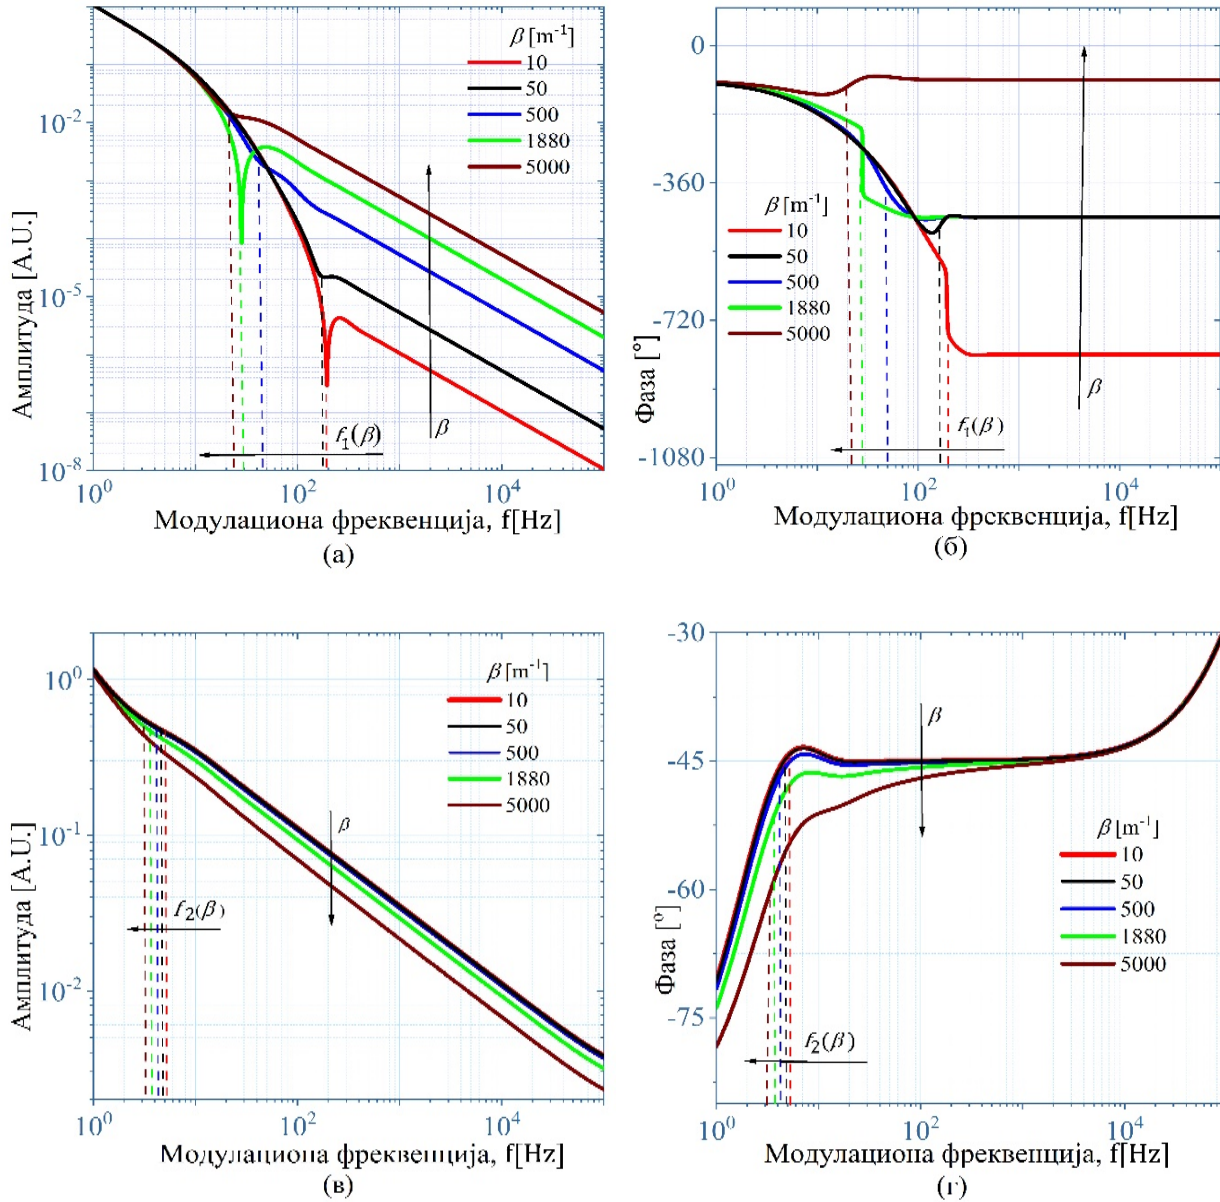 Амплитуда [A.U.]
10⁻²
10⁻⁵
10⁻⁸
β [m⁻¹]
10
50
500
1880
5000
β
f₁(β)
10⁰
10²
10⁴
Модулациона фреквенција, f[Hz]
(а)
Фаза [°]
0
-360
-720
-1080
β [m⁻¹]
10
50
500
1880
5000
β
f₁(β)
10⁰
10²
10⁴
Модулациона фреквенција, f[Hz]
(б)
Амплитуда [A.U.]
10⁰
10⁻¹
10⁻²
β [m⁻¹]
10
50
500
1880
5000
β
f₂(β)
10⁰
10²
10⁴
Модулациона фреквенција, f[Hz]
(в)
Фаза [°]
-30
-45
-60
-75
β
β [m⁻¹]
10
50
500
1880
5000
f₂(β)
10⁰
10²
10⁴
Модулациона фреквенција, f[Hz]
(г)